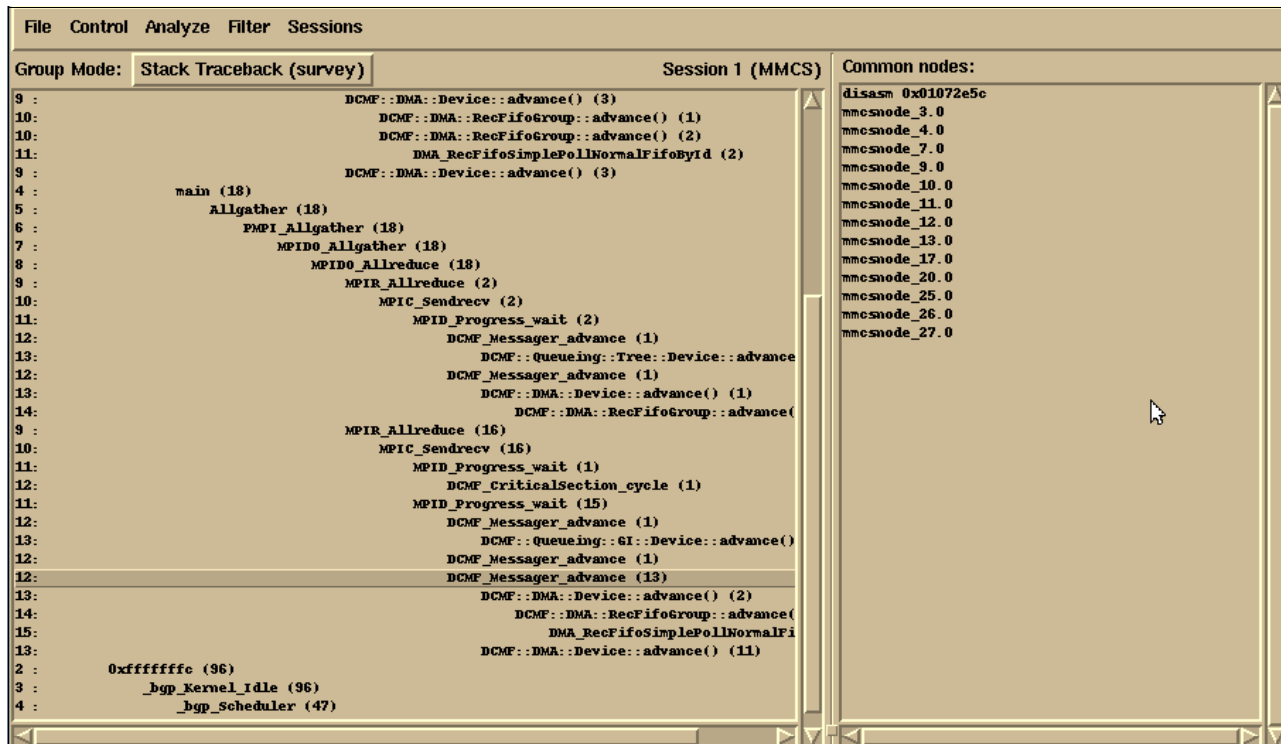 File Control Analyze Filter Sessions
Group Mode: Stack Traceback (survey) Session 1 (MMCS)
9 : DCMF::DMA::Device::advance() (3)
10: DCMF::DMA::RecFifoGroup::advance() (1)
10: DCMF::DMA::RecFifoGroup::advance() (2)
11: DMA_RecFifoSimplePollNormalFifoById (2)
9 : DCMF::DMA::Device::advance() (3)
4 : main (18)
5 : Allgather (18)
6 : PMPI_Allgather (18)
7 : MPIDO_Allgather (18)
8 : MPIDO_Allreduce (18)
9 : MPIR_Allreduce (2)
10: MPIC_Sendrecv (2)
11: MPID_Progress_wait (2)
12: DCMF_Messager_advance (1)
13: DCMF::Queueing::Tree::Device::advance
12: DCMF_Messager_advance (1)
13: DCMF::DMA::Device::advance() (1)
14: DCMF::DMA::RecFifoGroup::advance(
9 : MPIR_Allreduce (16)
10: MPIC_Sendrecv (16)
11: MPID_Progress_wait (1)
12: DCMF_CriticalSection_cycle (1)
11: MPID_Progress_wait (15)
12: DCMF_Messager_advance (1)
13: DCMF::Queueing::GI::Device::advance()
12: DCMF_Messager_advance (1)
12: DCMF_Messager_advance (13)
13: DCMF::DMA::Device::advance() (2)
14: DCMF::DMA::RecFifoGroup::advance(
15: DMA_RecFifoSimplePollNormalFi
13: DCMF::DMA::Device::advance() (11)
2 : 0xfffffffc (96)
3 : _bgp_Kernel_Idle (96)
4 : _bgp_Scheduler (47)
Common nodes:
disasm 0x01072e5c
mmcsnode_3.0
mmcsnode_4.0
mmcsnode_7.0
mmcsnode_9.0
mmcsnode_10.0
mmcsnode_11.0
mmcsnode_12.0
mmcsnode_13.0
mmcsnode_17.0
mmcsnode_20.0
mmcsnode_25.0
mmcsnode_26.0
mmcsnode_27.0